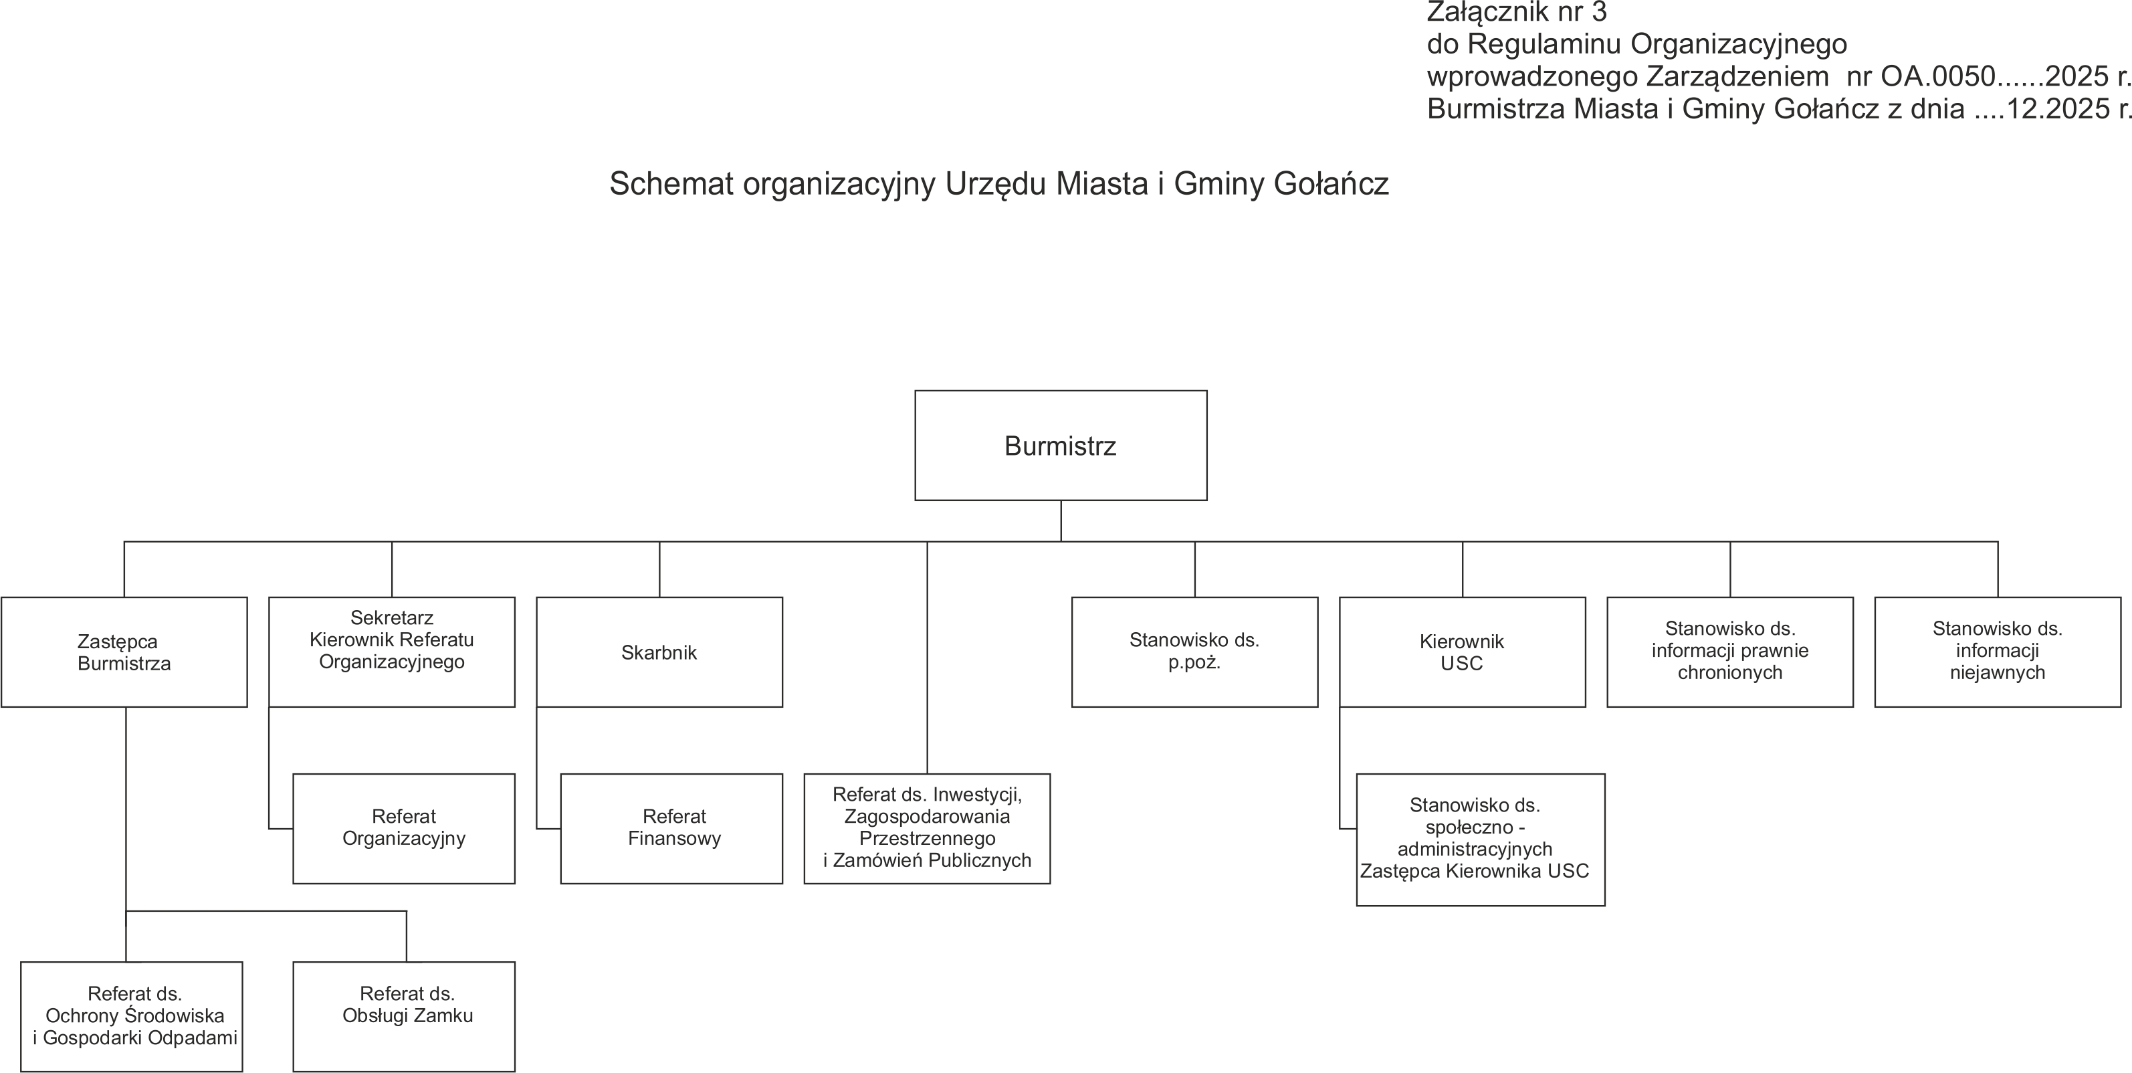 Załącznik nr 3
do Regulaminu Organizacyjnego
wprowadzonego Zarządzeniem  nr OA.0050......2025 r.
Burmistrza Miasta i Gminy Gołańcz z dnia ....12.2025 r.
Schemat organizacyjny Urzędu Miasta i Gminy Gołańcz
Burmistrz
Zastępca
Burmistrza
Sekretarz
Kierownik Referatu
Organizacyjnego
Skarbnik
Stanowisko ds.
p.poż.
Kierownik
USC
Stanowisko ds.
informacji prawnie
chronionych
Stanowisko ds.
informacji
niejawnych
Referat
Organizacyjny
Referat
Finansowy
Referat ds. Inwestycji,
Zagospodarowania
Przestrzennego
i Zamówień Publicznych
Stanowisko ds.
społeczno -
administracyjnych
Zastępca Kierownika USC
Referat ds.
Ochrony Środowiska
i Gospodarki Odpadami
Referat ds.
Obsługi Zamku